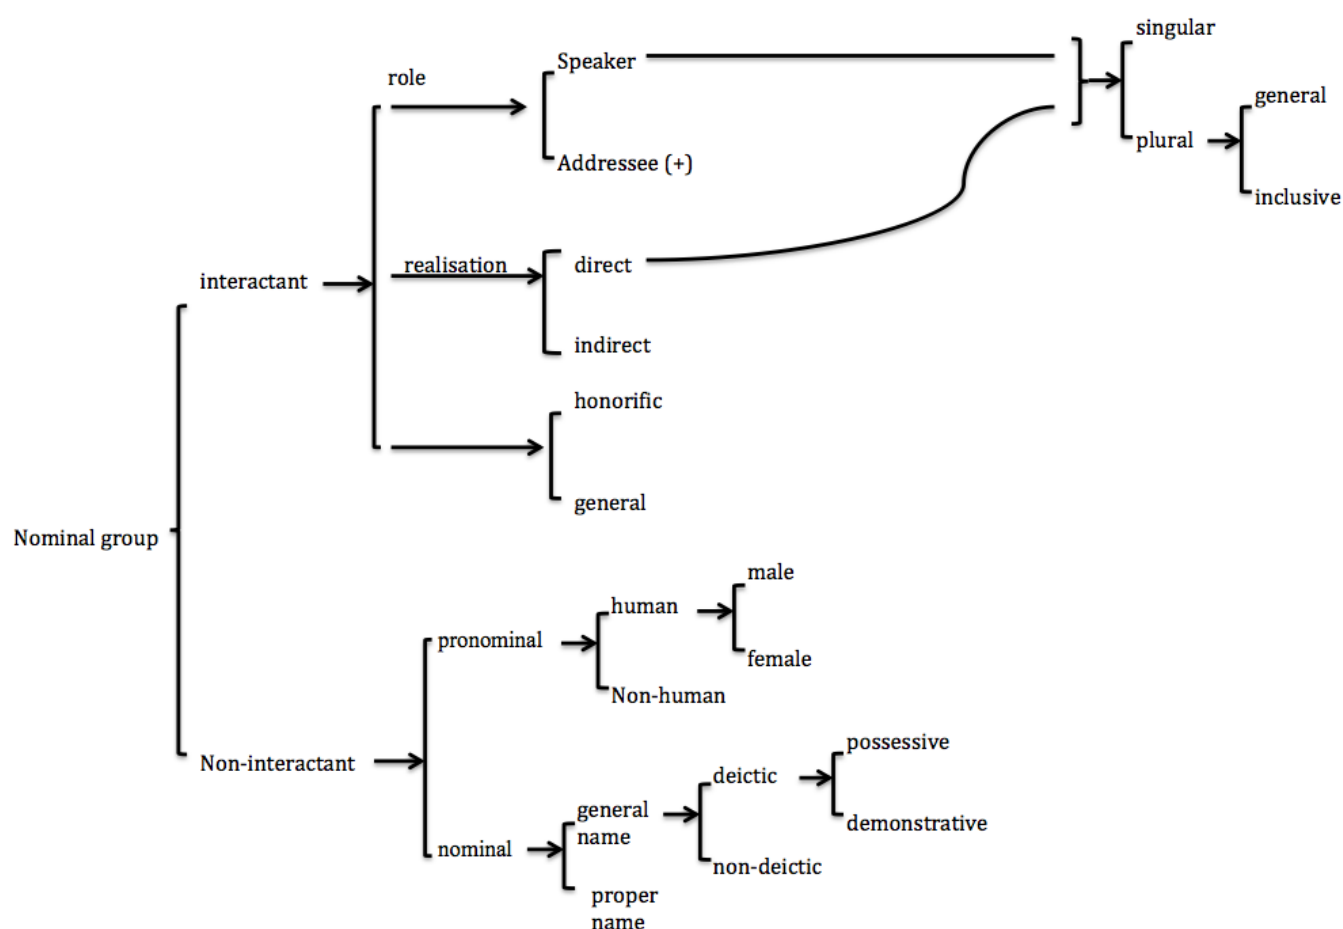 singular
Speaker
role
general
plural
Addressee (+)
inclusive
realisation
direct
interactant
indirect
honorific
general
Nominal group
male
human
pronominal
female
Non-human
Non-interactant
possessive
deictic
general
name
demonstrative
nominal
non-deictic
proper
name